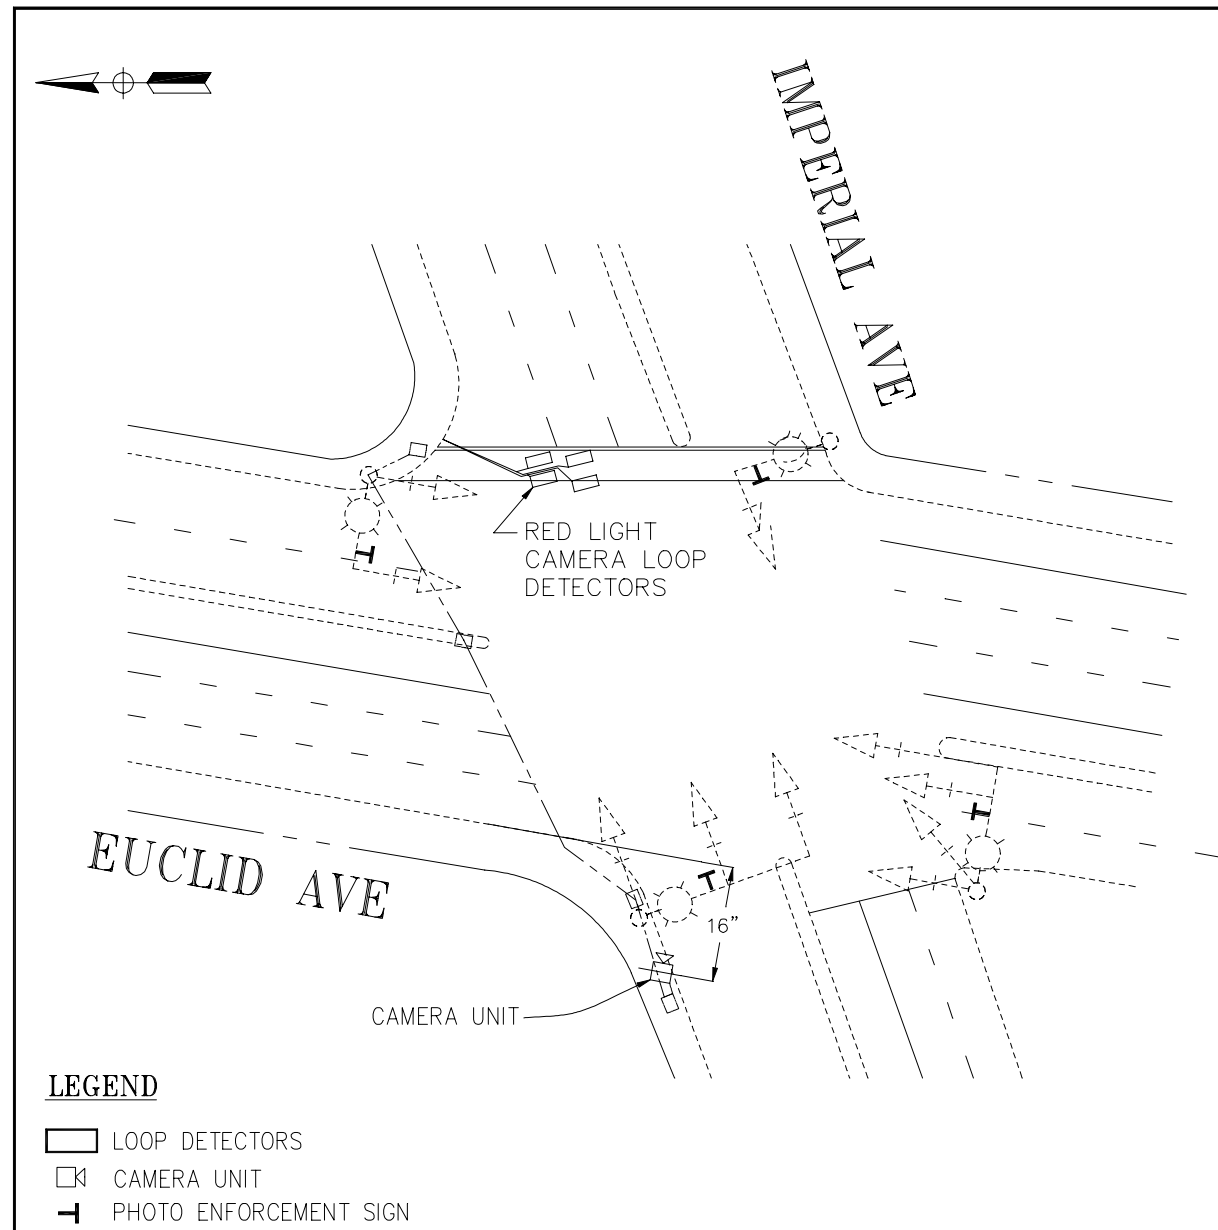 IMPERIAL AVE
RED LIGHT
CAMERA LOOP
DETECTORS
EUCLID AVE
16”
CAMERA UNIT
LEGEND
LOOP DETECTORS
CAMERA UNIT
PHOTO ENFORCEMENT SIGN